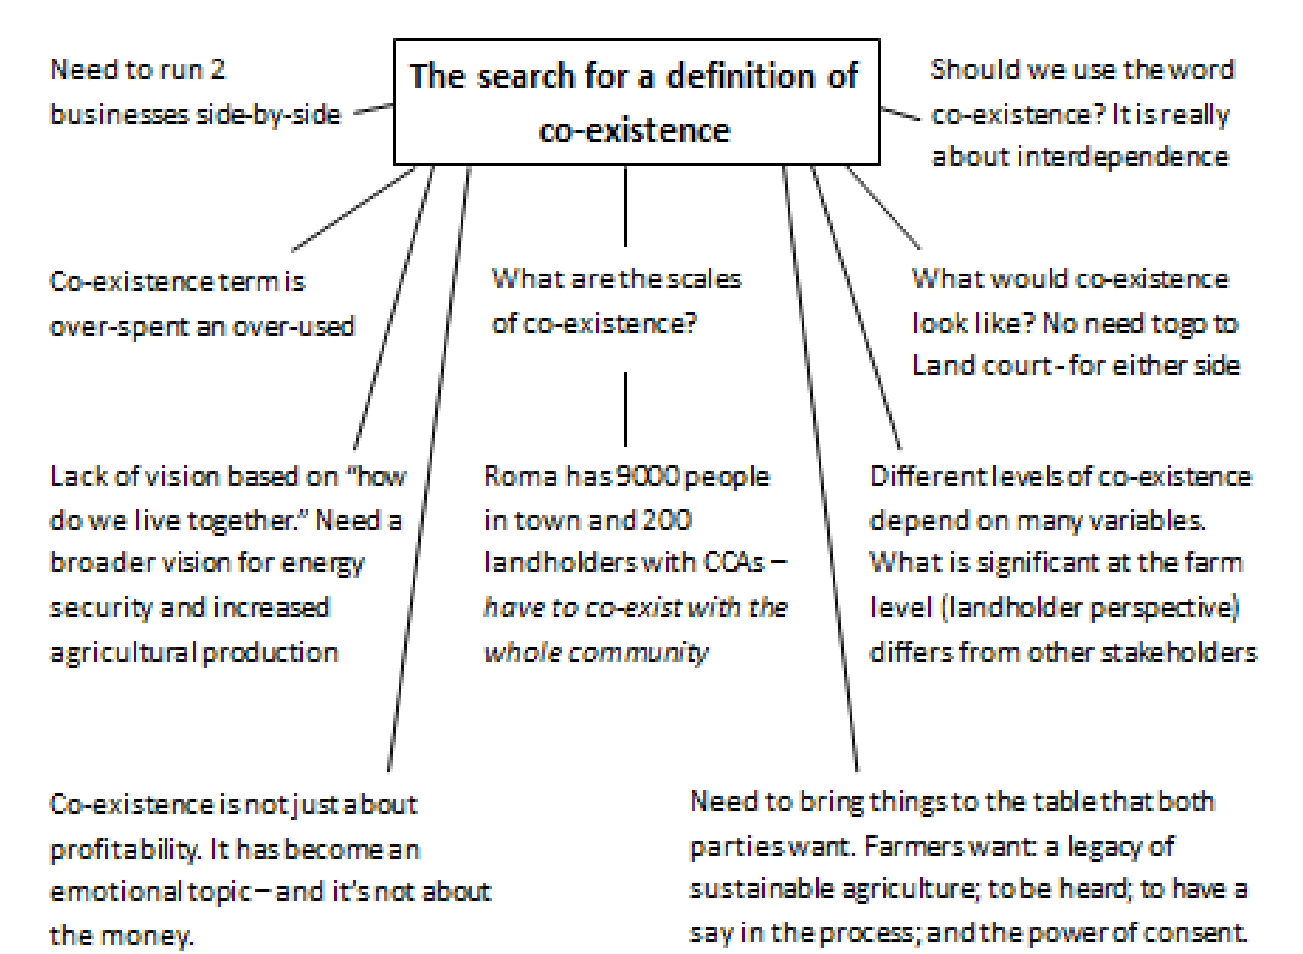 The search for a definition of
co-existence
Need to run 2
businesses side-by-side
Should we use the word
co-existence? It is really
about interdependence
Co-existence term is
over-spent an over-used
What are the scales
of co-existence?
What would co-existence
look like? No need to go to
Land court - for either side
Lack of vision based on “how
do we live together.” Need a
broader vision for energy
security and increased
agricultural production
Roma has 9000 people
in town and 200
landholders with CCAs –
have to co-exist with the
whole community
Different levels of co-existence
depend on many variables.
What is significant at the farm
level (landholder perspective)
differs from other stakeholders
Co-existence is not just about
profitability. It has become an
emotional topic – and it’s not about
the money.
Need to bring things to the table that both
parties want. Farmers want: a legacy of
sustainable agriculture; to be heard; to have a
say in the process; and the power of consent.